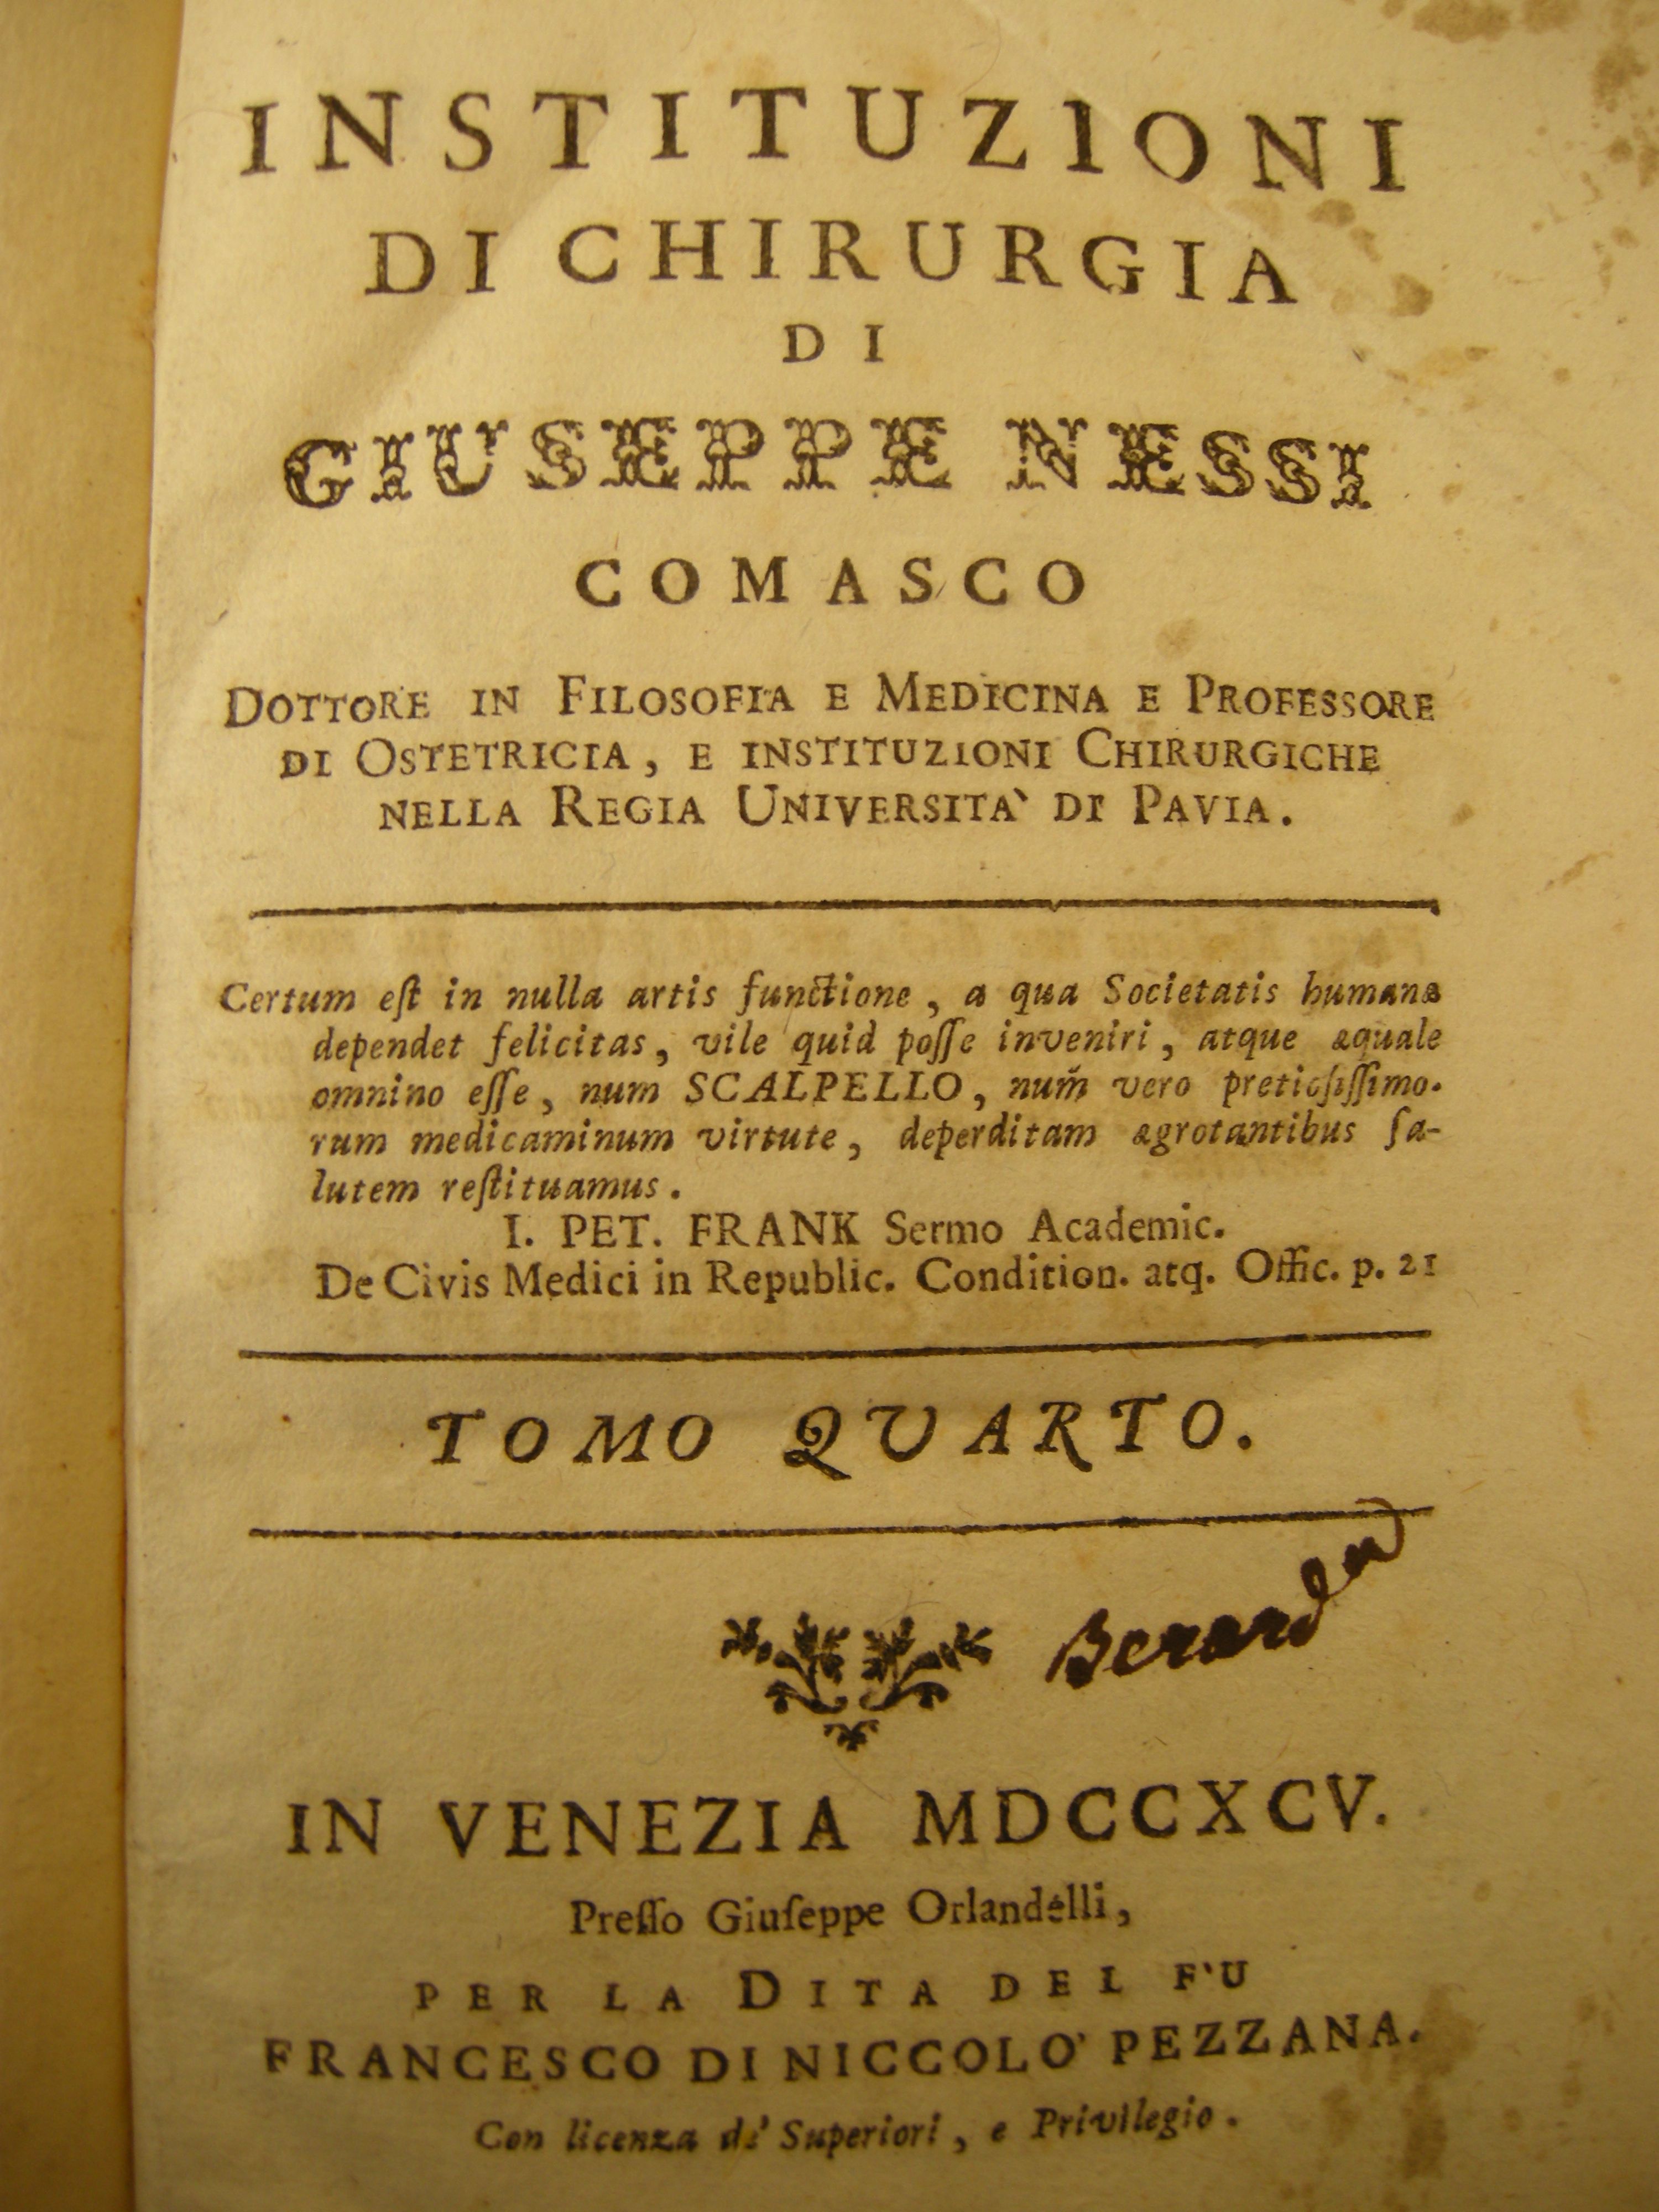 INSTITUZIONI
DI CHIRURGIA
DI
GIUSEPPE NESSI
COMASCO
DOTTORE IN FILOSOFIA E MEDICINA E PROFESSORE
DI OSTETRICIA, E INSTITUZIONI CHIRURGICHE
NELLA REGIA UNIVERSITA' DI PAVIA.
Certum eſt in nulla artis functione, a qua Societatis humanæ
dependet felicitas, vile quid poſſe inveniri, atque æquale
omnino eſſe, num SCALPELLO, num̃ vero pretioſiſſimo-
rum medicaminum virtute, deperditam ægrotantibus ſa-
lutem reſtituamus.
I. PET. FRANK Sermo Academic.
De Civis Medici in Republic. Condition. atq. Offic. p. 21
TOMO QUARTO.
IN VENEZIA MDCCXCV.
Preſſo Giuſeppe Orlandelli,
PER LA DITA DEL F'U
FRANCESCO DI NICCOLO' PEZZANA.
Con licenza de' Superiori, e Privilegio.